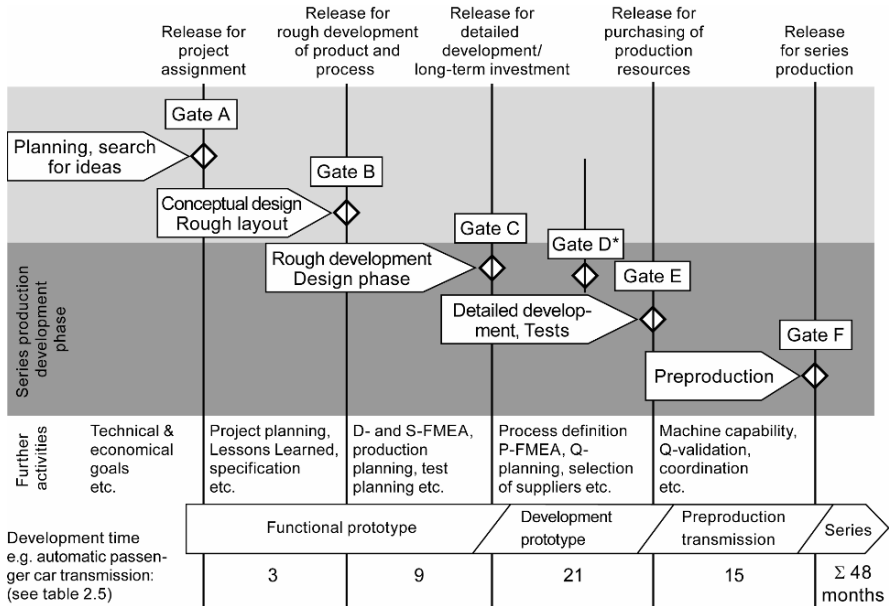 Release for
project
assignment
Release for
rough development
of product and
process
Release for
detailed
development/
long-term investment
Release for
purchasing of
production
resources
Release
for series
production
Gate A
Planning, search
for ideas
Gate B
Conceptual design
Rough layout
Gate C
Rough development
Design phase
Gate D*
Gate E
Detailed develop-
ment, Tests
Gate F
Preproduction
Series production
development
phase
Further
activities
Technical &
economical
goals
etc.
Project planning,
Lessons Learned,
specification
etc.
D- and S-FMEA,
production
planning, test
planning etc.
Process definition
P-FMEA, Q-
planning, selection
of suppliers etc.
Machine capability,
Q-validation,
coordination
etc.
Functional prototype
Development
prototype
Preproduction
transmission
Series
Development time
e.g. automatic passen-
ger car transmission:
(see table 2.5)
3
9
21
15
Σ 48
months